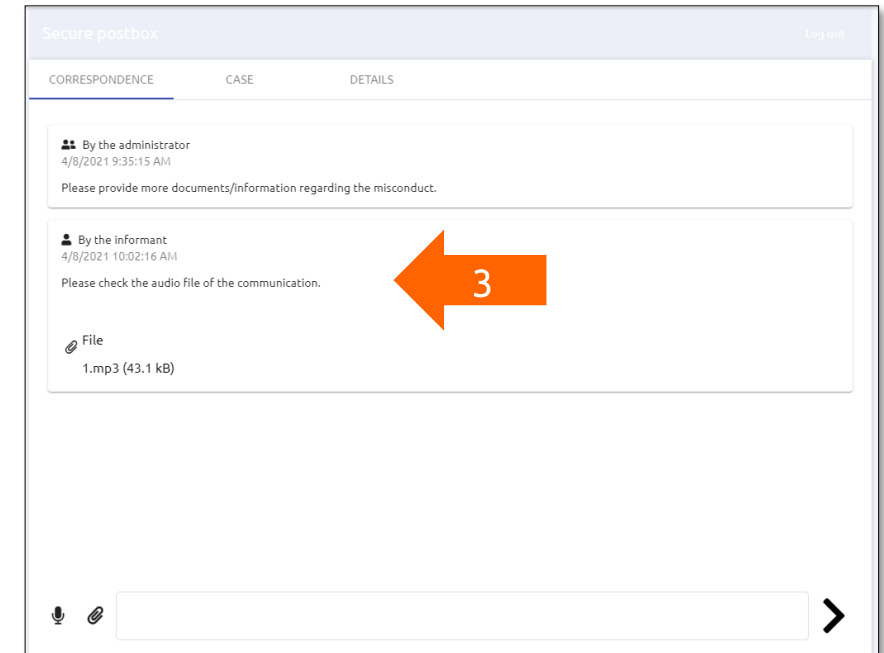 Secure postbox Log out
CORRESPONDENCE CASE DETAILS
By the administrator
4/8/2021 9:35:15 AM
Please provide more documents/information regarding the misconduct.
By the informant
4/8/2021 10:02:16 AM
Please check the audio file of the communication.
3
File
1.mp3 (43.1 kB)